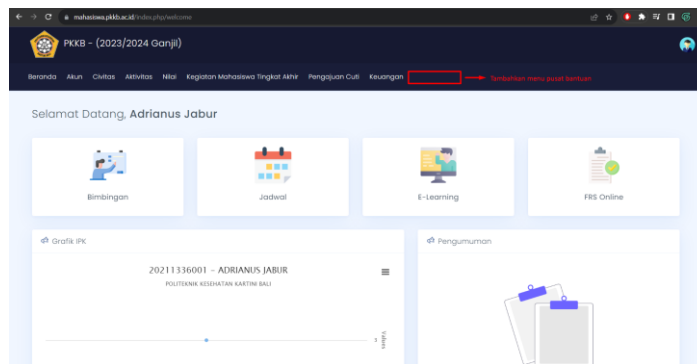 mahasiswa.pkkb.ac.id/index.php/welcome
PKKB - (2023/2024 Ganjil)
Beranda Akun Civitas Aktivitas Nilai Kegiatan Mahasiswa Tingkat Akhir Pengajuan Cuti Keuangan Tambahkan menu pusat bantuan
Selamat Datang, Adrianus Jabur
Bimbingan Jadwal E-Learning FRS Online
Grafik IPK
Pengumuman
20211336001 - ADRIANUS JABUR
POLITEKNIK KESEHATAN KARTINI BALI
3
Values